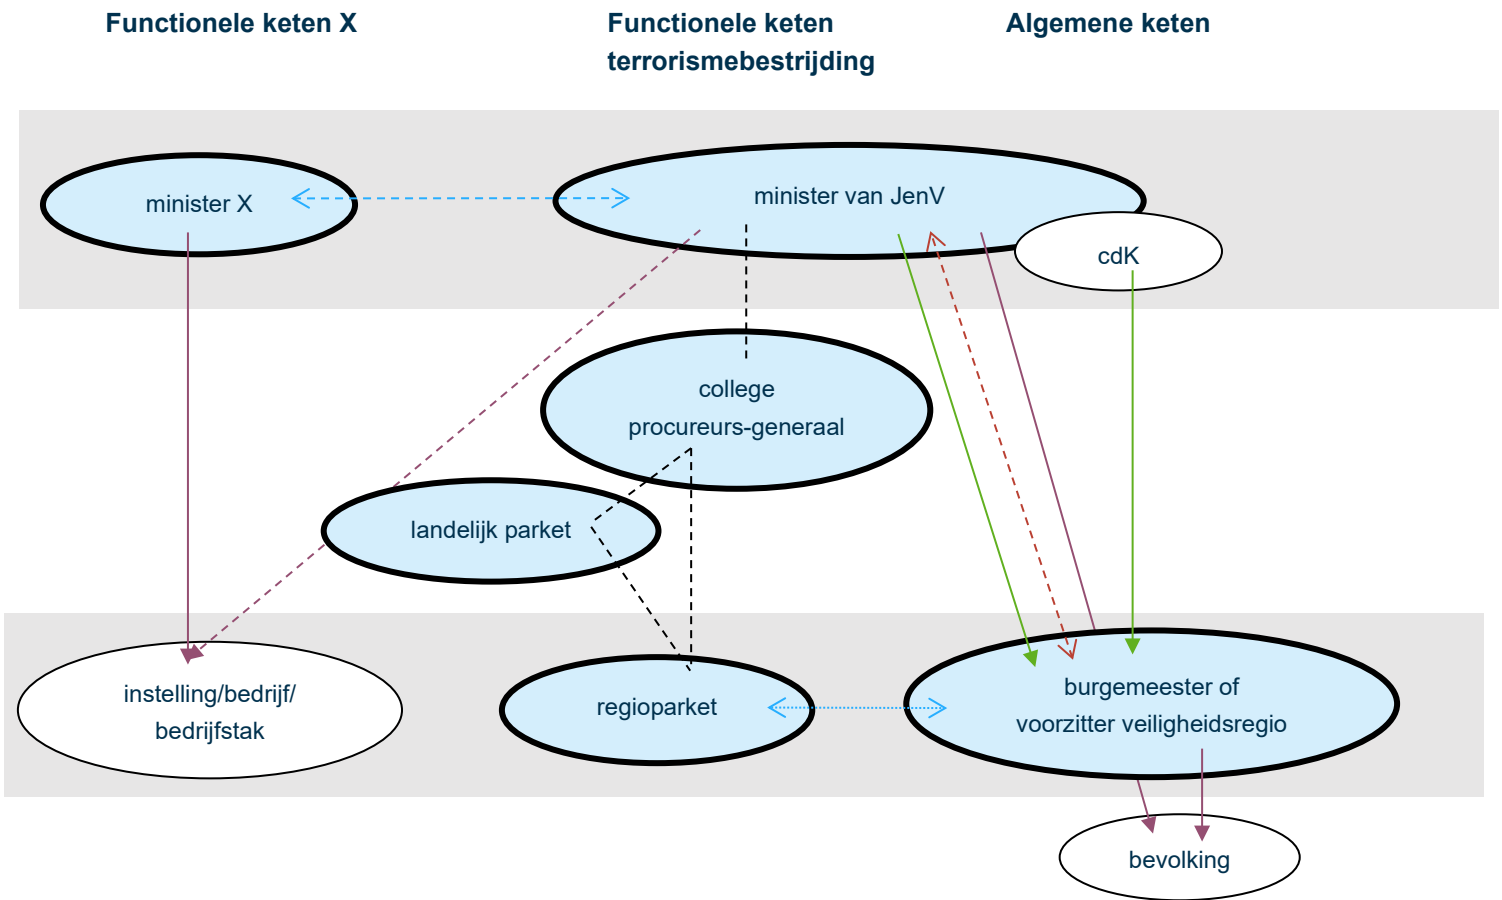 Functionele keten X
Functionele keten
terrorismebestrijding
Algemene keten
minister X
minister van JenV
cdK
college
procureurs-generaal
landelijk parket
instelling/bedrijf/
bedrijfstak
regioparket
burgemeester of
voorzitter veiligheidsregio
bevolking